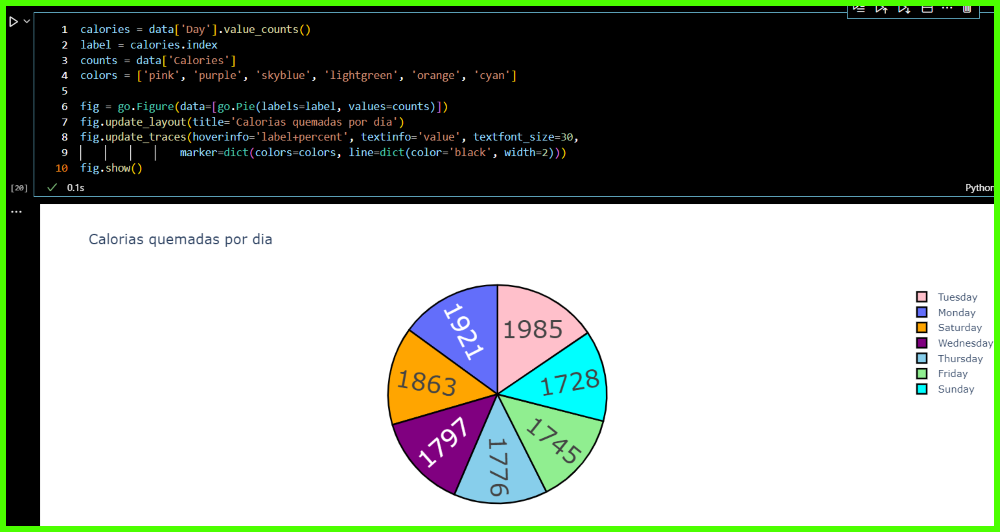 1 calories = data['Day'].value_counts()
2 label = calories.index
3 counts = data['Calories']
4 colors = ['pink', 'purple', 'skyblue', 'lightgreen', 'orange', 'cyan']
5
6 fig = go.Figure(data=[go.Pie(labels=label, values=counts)])
7 fig.update_layout(title='Calorias quemadas por dia')
8 fig.update_traces(hoverinfo='label+percent', textinfo='value', textfont_size=30,
9 marker=dict(colors=colors, line=dict(color='black', width=2)))
10 fig.show()
[20] 0.1s Python
...
Calorias quemadas por dia
1921
1985
1863
1728
1797
1776
1745
Tuesday
Monday
Saturday
Wednesday
Thursday
Friday
Sunday